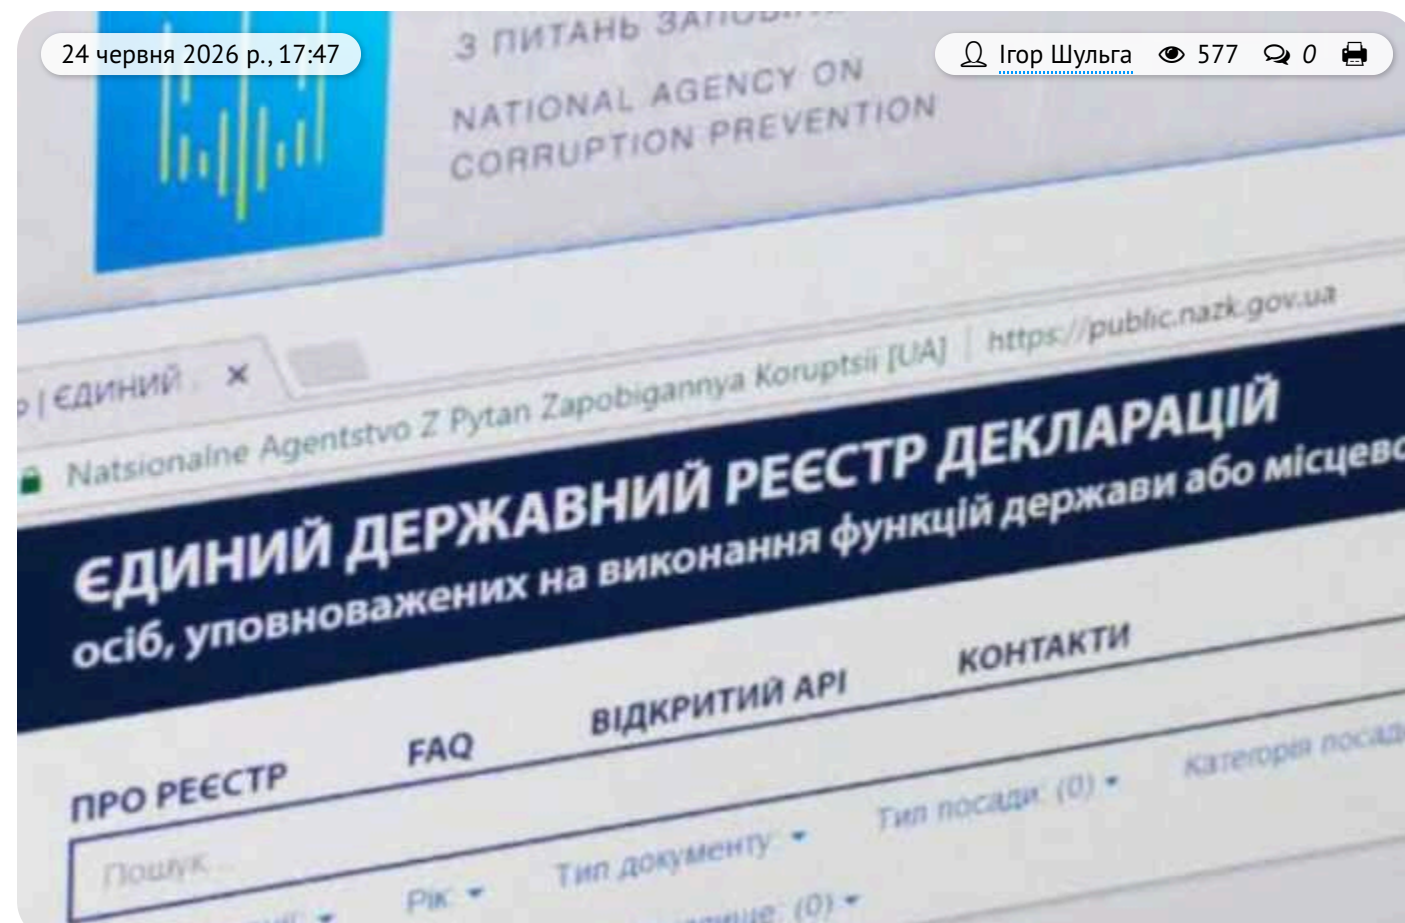 24 червня 2026 р., 17:47
Ігор Шульга 577 0
З ПИТАНЬ
NATIONAL AGENCY ON
CORRUPTION PREVENTION
| ЄДИНИЙ
Natsionalne Agentstvo Z Pytan Zapobigannya Koruptsii [UA] | https://public.nazk.gov.ua
ЄДИНИЙ ДЕРЖАВНИЙ РЕЄСТР ДЕКЛАРАЦІЙ
осіб, уповноважених на виконання функцій держави або
ПРО РЕЄСТР FAQ ВІДКРИТИЙ API КОНТАКТИ
Пошук...
Рік Тип документу: Тип посади: (0) Категорія
(0)